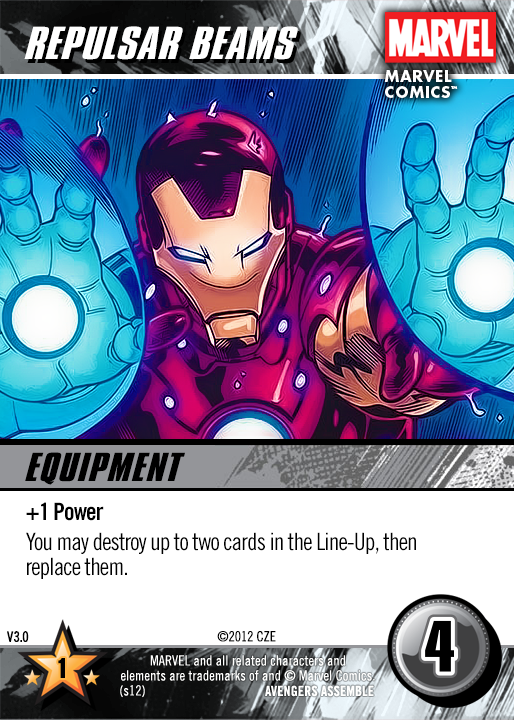 REPULSAR BEAMS
MARVEL
MARVEL
COMICS™
EQUIPMENT
+1 Power
You may destroy up to two cards in the Line-Up, then
replace them.
V3.0
©2012 CZE
1
4
MARVEL and all related characters and
elements are trademarks of and © Marvel Comics.
(s12)
AVENGERS ASSEMBLE